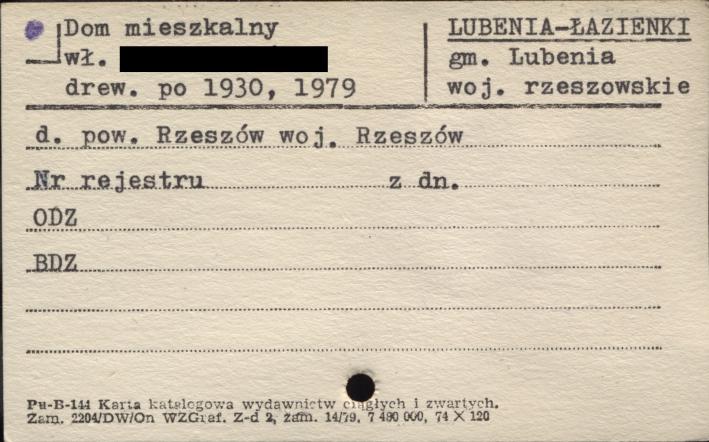 Dom mieszkalny
wł.
drew. po 1930, 1979
LUBENIA-ŁAZIENKI
gm. Lubenia
woj. rzeszowskie
d. pow. Rzeszów woj. Rzeszów
Nr rejestru z dn.
ODZ
BDZ
Pu-B-144 Karta katalogowa wydawnictw ciągłych i zwartych.
Zam. 2204/DW/On WZGraf. Z-d 2, zam. 14/79, 7 480 000, 74 X 120